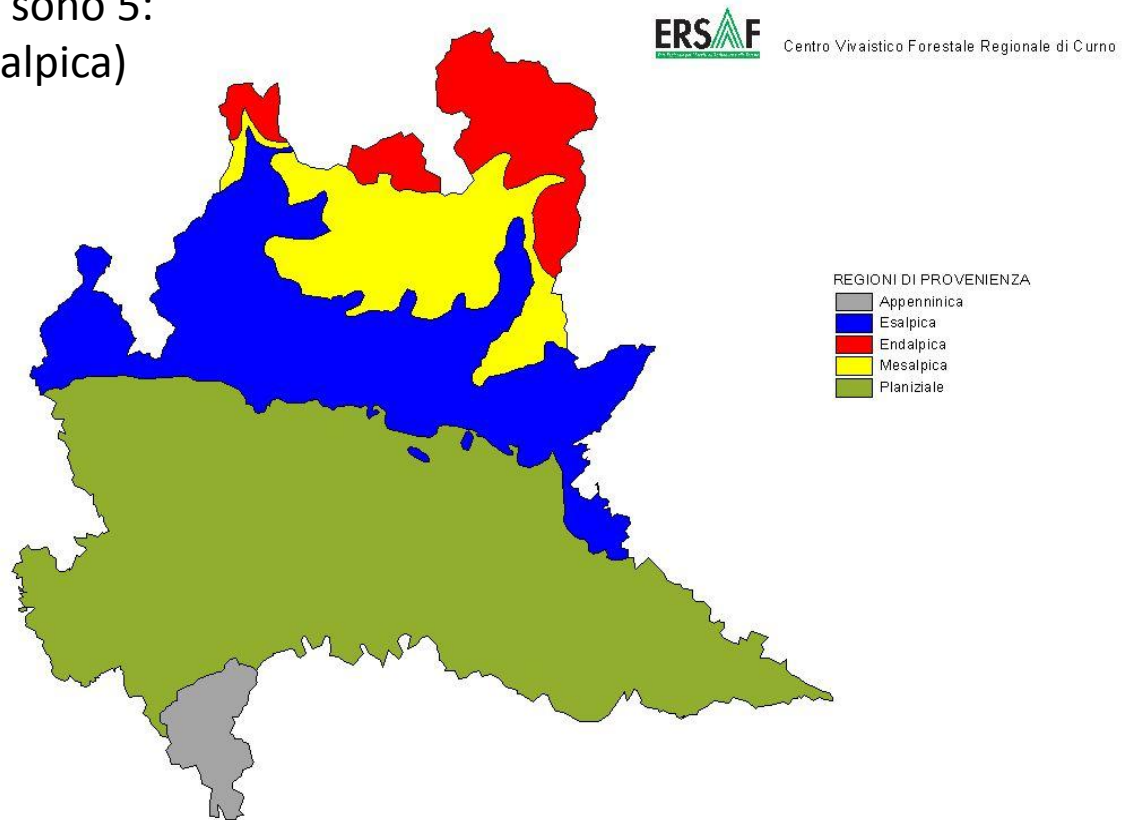 sono 5:
alpica)
ERSAF
Centro Vivaistico Forestale Regionale di Curno
REGIONI DI PROVENIENZA
Appenninica
Esalpica
Endalpica
Mesalpica
Planiziale